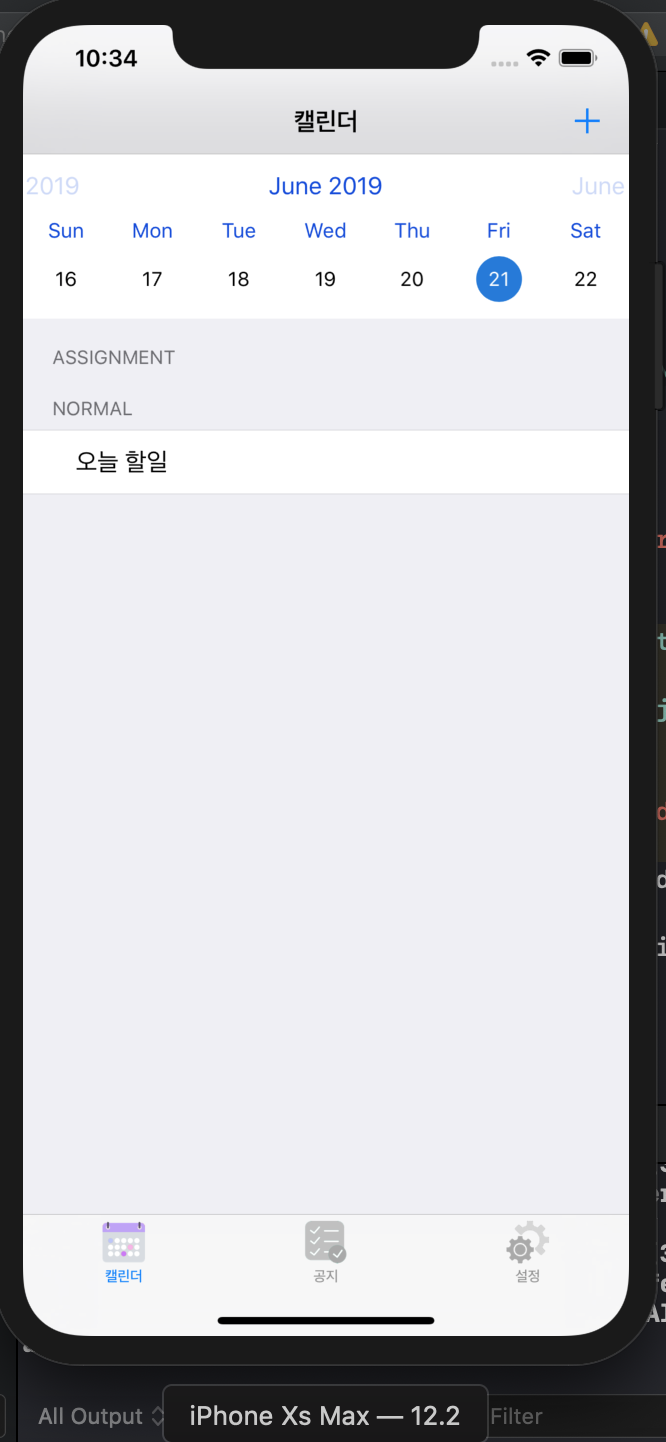 10:34
캘린더
2019 June 2019 June
Sun Mon Tue Wed Thu Fri Sat
16 17 18 19 20 21 22
ASSIGNMENT
NORMAL
오늘 할일
캘린더 공지 설정
All Output iPhone Xs Max — 12.2 Filter